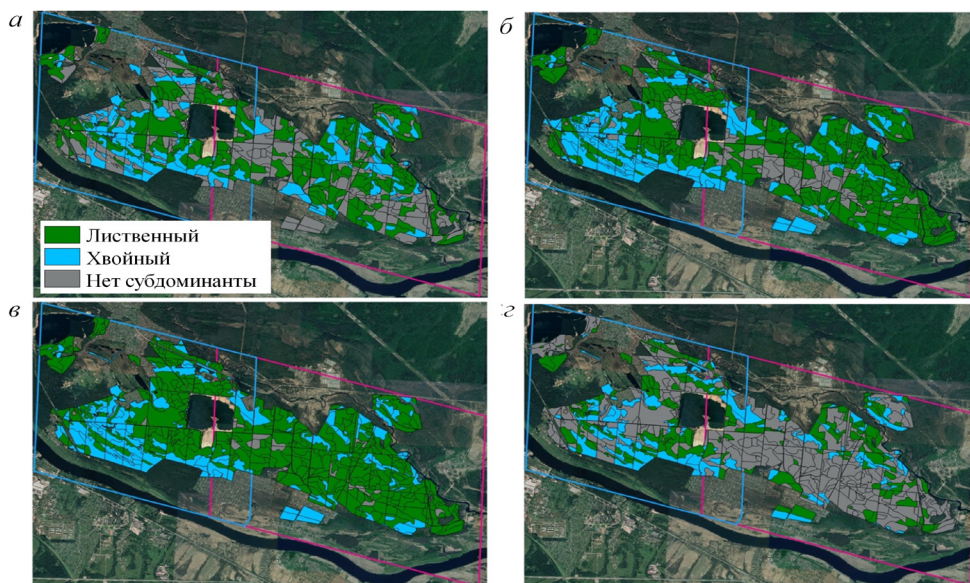 а
б
Лиственный
Хвойный
Нет субдоминанты
в
г